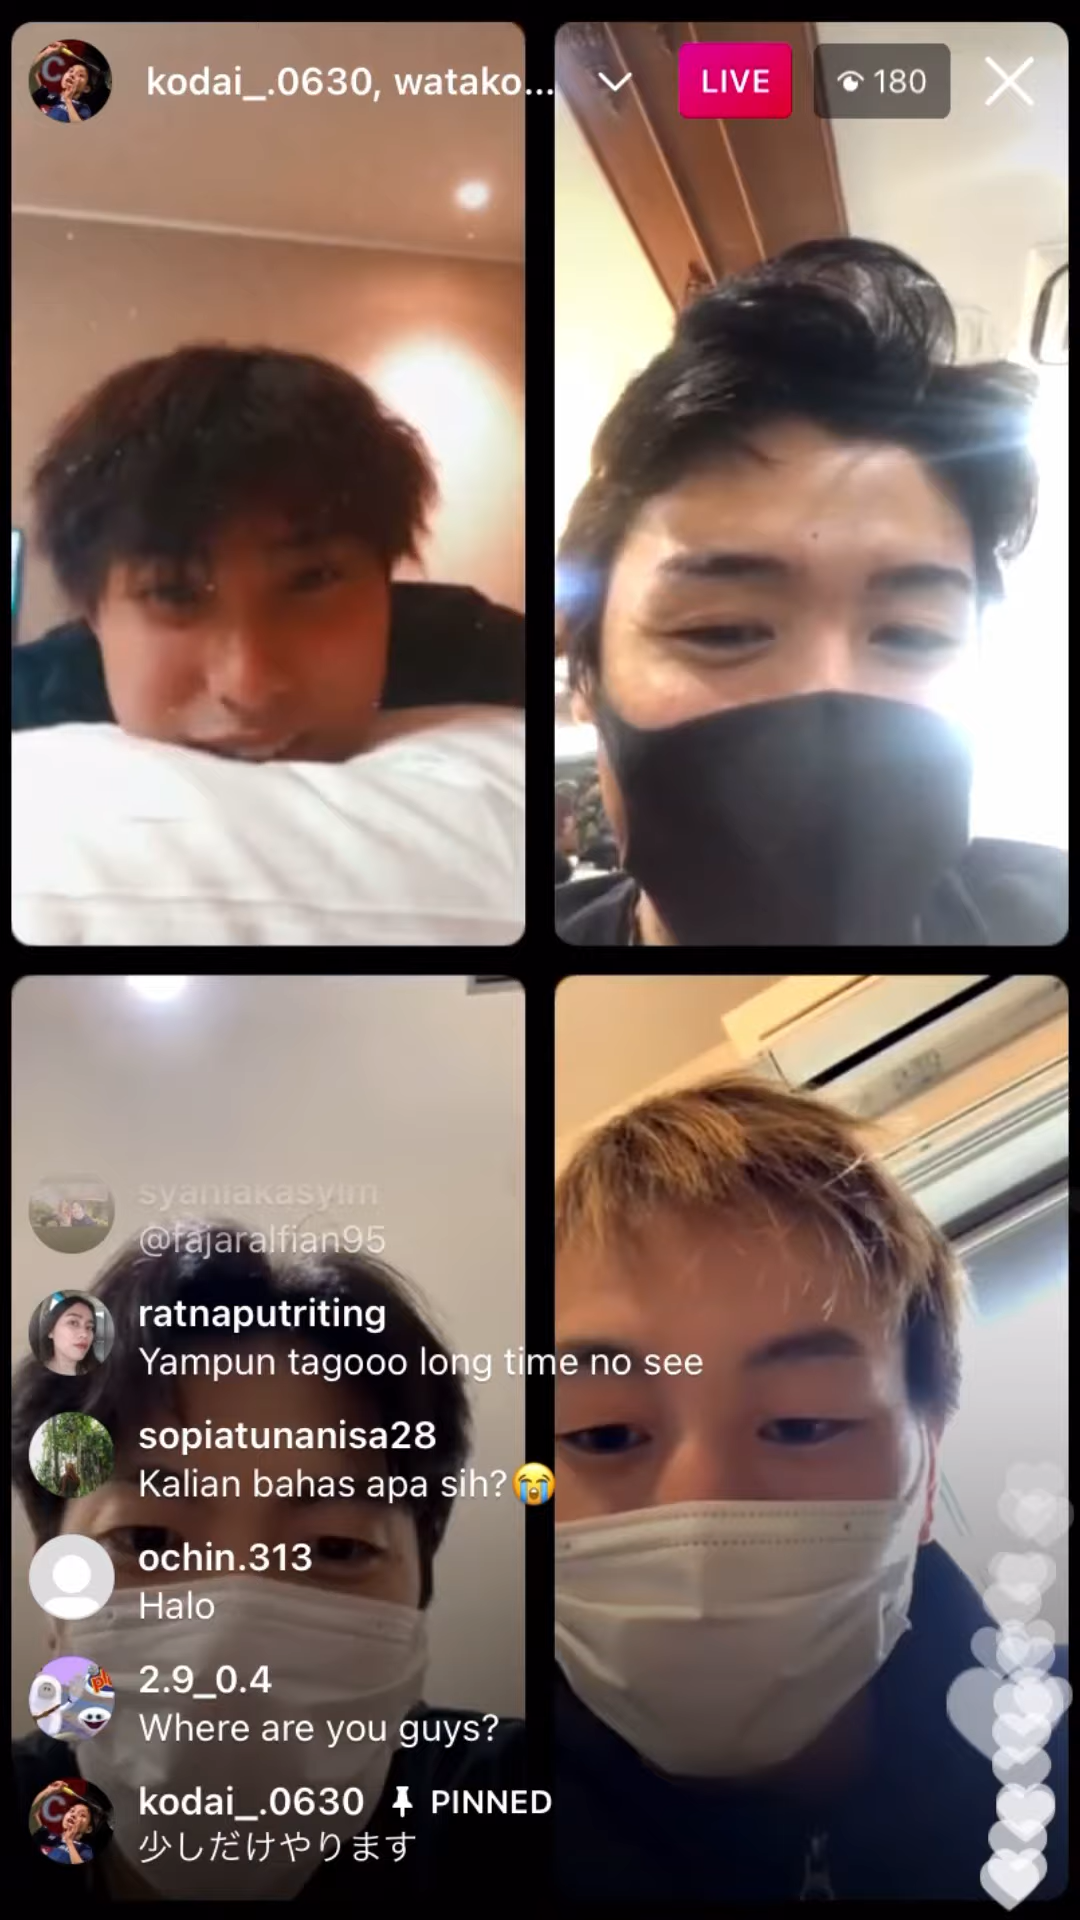 kodai_.0630, watako...
LIVE
180
syaniakasyim
@fajaralfian95
ratnaputriting
Yampun tagooo long time no see
sopiatunanisa28
Kalian bahas apa sih?😭
ochin.313
Halo
2.9_0.4
Where are you guys?
kodai_.0630 PINNED
少しだけやります